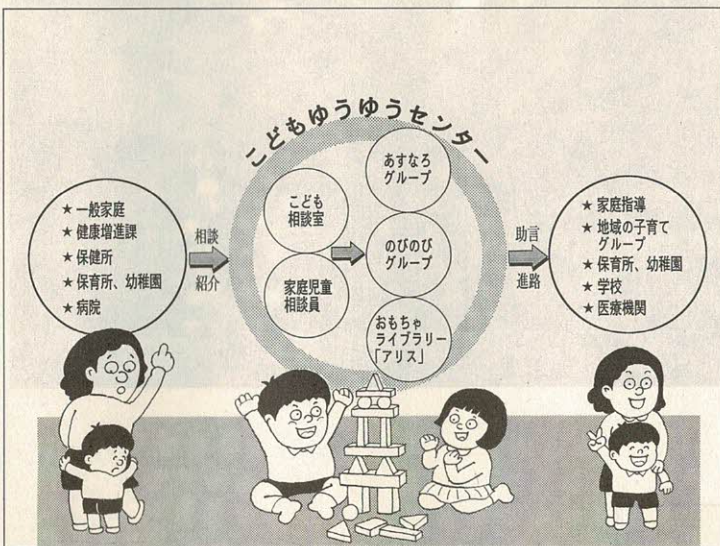 こどもゆうゆうセンター
★ 一般家庭
★ 健康増進課
★ 保健所
★ 保育所、幼稚園
★ 病院
相談
紹介
こども
相談室
家庭児童
相談員
あすなろ
グループ
のびのび
グループ
おもちゃ
ライブラリー
「アリス」
助言
進路
★ 家庭指導
★ 地域の子育て
グループ
★ 保育所、幼稚園
★ 学校
★ 医療機関